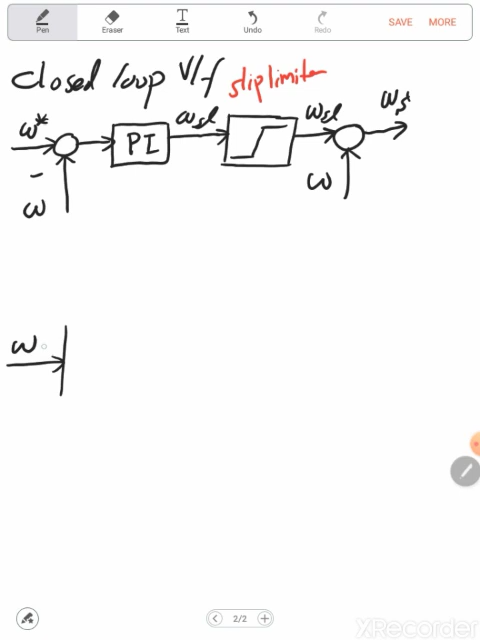 Pen Eraser Text Undo Redo SAVE MORE
closed loop V/f slip limiter
ω* PI ωsl ωsl ωs*
- ω ω
ω
2/2
XRecorder